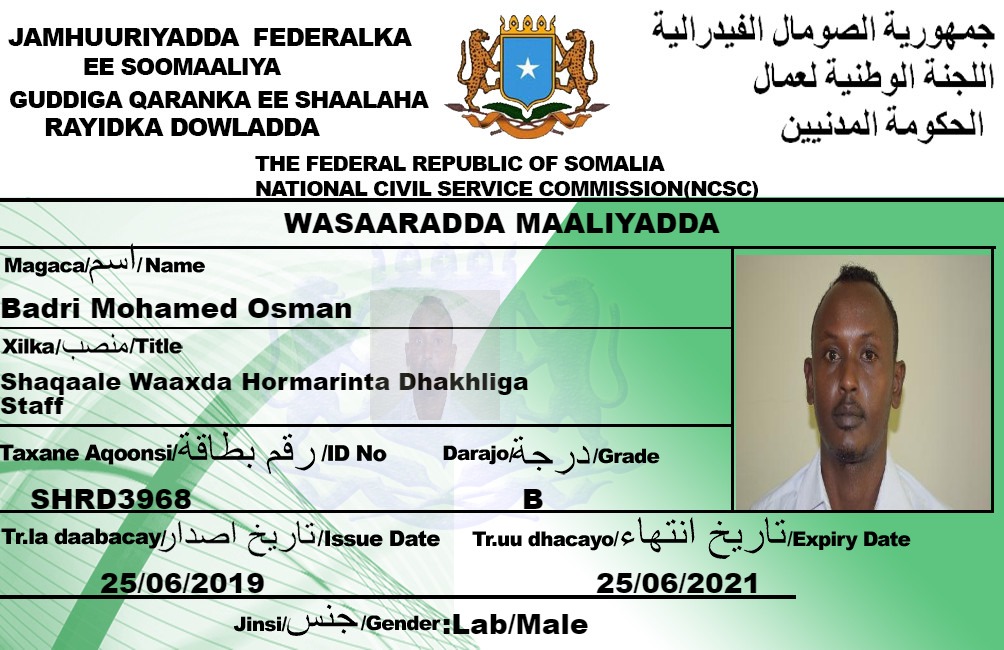 JAMHUURIYADDA FEDERALKA
EE SOOMAALIYA
GUDDIGA QARANKA EE SHAALAHA
RAYIDKA DOWLADDA
جمهورية الصومال الفيدرالية
اللجنة الوطنية لعمال
الحكومة المدنيين
THE FEDERAL REPUBLIC OF SOMALIA
NATIONAL CIVIL SERVICE COMMISSION(NCSC)
WASAARADDA MAALIYADDA
Magaca/اسم/Name
Badri Mohamed Osman
Xilka/منصب/Title
Shaqaale Waaxda Hormarinta Dhakhliga
Staff
Taxane Aqoonsi/رقم بطاقة/ID No
Darajo/درجة/Grade
SHRD3968
B
Tr.la daabacay/تاريخ اصدار/Issue Date
Tr.uu dhacayo/تاريخ انتهاء/Expiry Date
25/06/2019
25/06/2021
Jinsi/جنس/Gender:Lab/Male